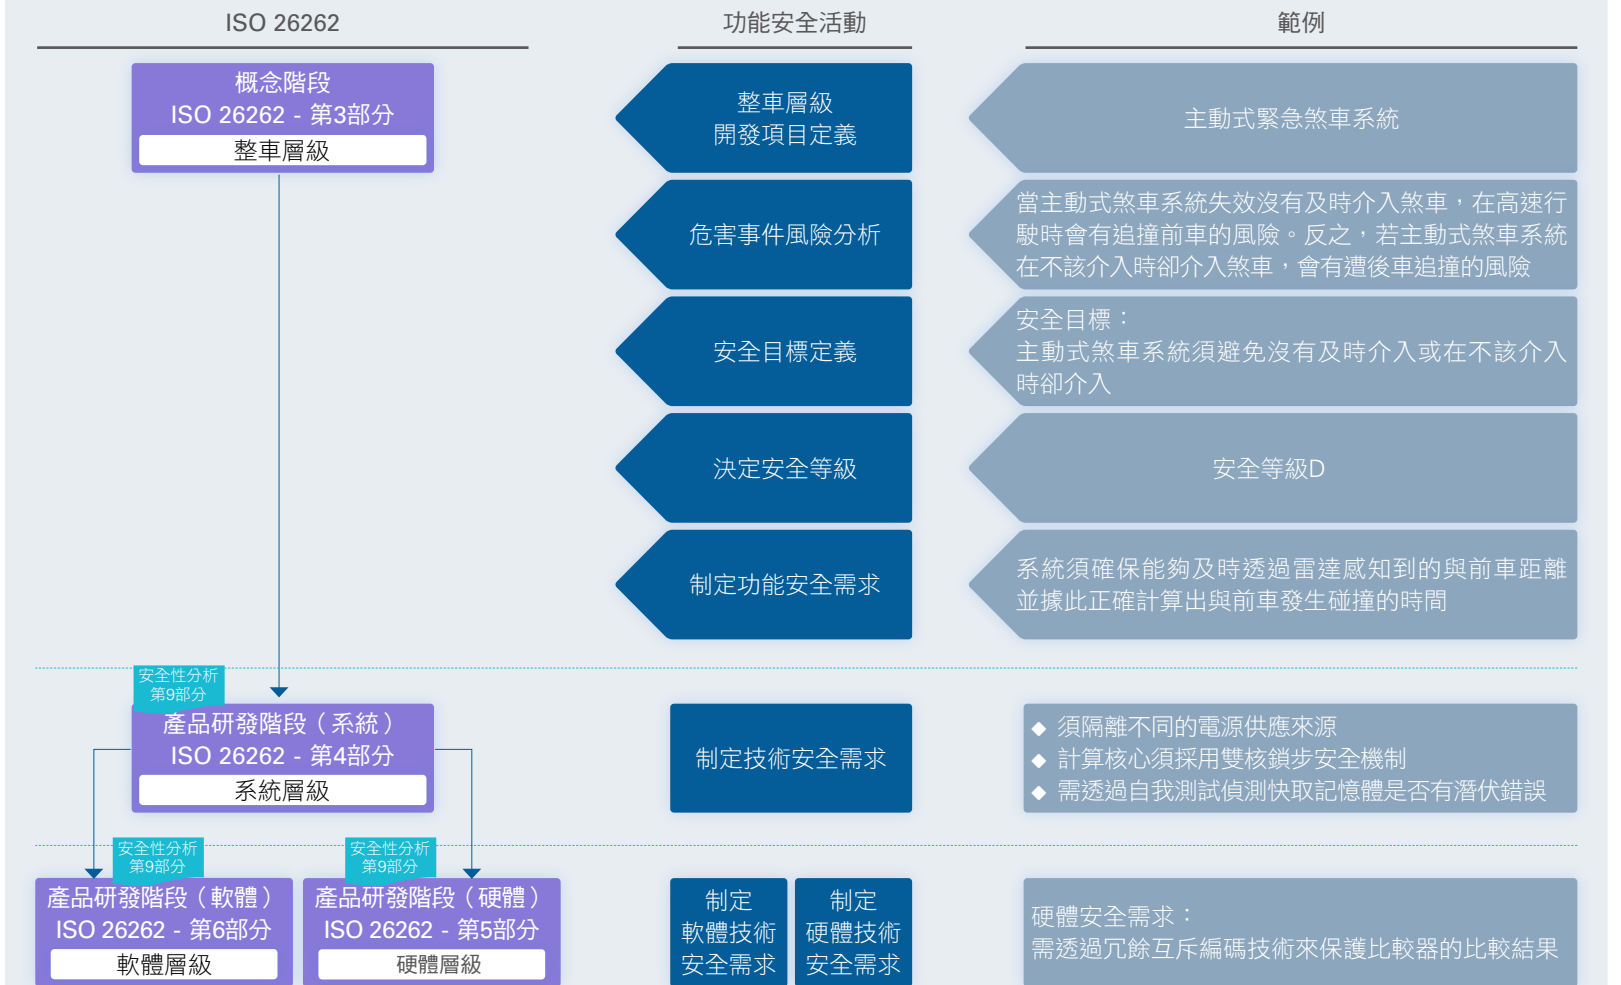 ISO 26262
功能安全活動
範例
概念階段
ISO 26262 - 第3部分
整車層級
整車層級
開發項目定義
主動式緊急煞車系統
危害事件風險分析
當主動式煞車系統失效沒有及時介入煞車，在高速行
駛時會有追撞前車的風險。反之，若主動式煞車系統
在不該介入時卻介入煞車，會有遭後車追撞的風險
安全目標定義
安全目標：
主動式煞車系統須避免沒有及時介入或在不該介入
時卻介入
決定安全等級
安全等級D
制定功能安全需求
系統須確保能夠及時透過雷達感知到的與前車距離
並據此正確計算出與前車發生碰撞的時間
安全性分析
第9部分
產品研發階段（系統）
ISO 26262 - 第4部分
系統層級
制定技術安全需求
◆ 須隔離不同的電源供應來源
◆ 計算核心須採用雙核鎖步安全機制
◆ 需透過自我測試偵測快取記憶體是否有潛伏錯誤
安全性分析
第9部分
產品研發階段（軟體）
ISO 26262 - 第6部分
軟體層級
安全性分析
第9部分
產品研發階段（硬體）
ISO 26262 - 第5部分
硬體層級
制定
軟體技術
安全需求
制定
硬體技術
安全需求
硬體安全需求：
需透過冗餘互斥編碼技術來保護比較器的比較結果